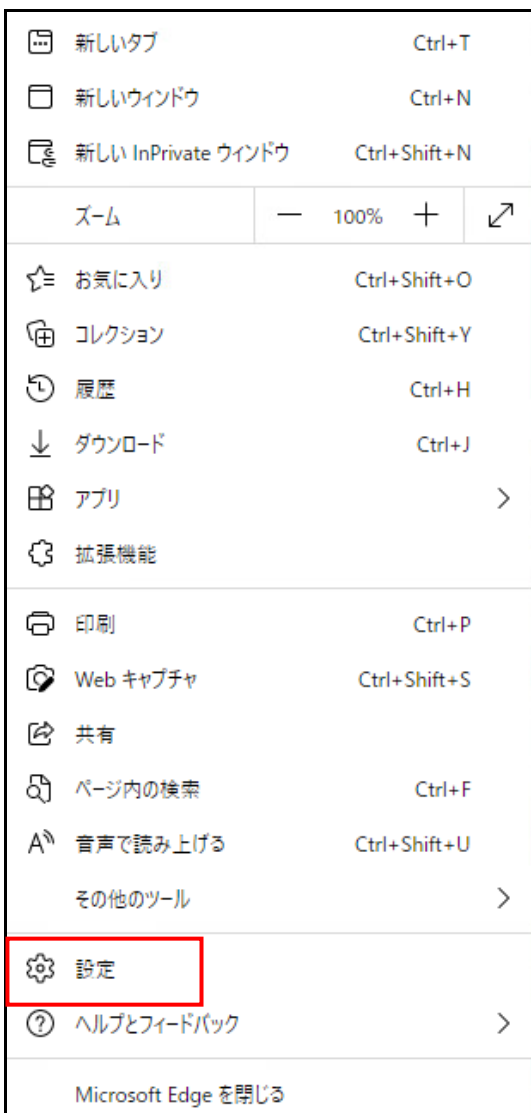 新しいタブ Ctrl+T
新しいウィンドウ Ctrl+N
新しい InPrivate ウィンドウ Ctrl+Shift+N
ズーム — 100% +
お気に入り Ctrl+Shift+O
コレクション Ctrl+Shift+Y
履歴 Ctrl+H
ダウンロード Ctrl+J
アプリ
拡張機能
印刷 Ctrl+P
Web キャプチャ Ctrl+Shift+S
共有
ページ内の検索 Ctrl+F
音声で読み上げる Ctrl+Shift+U
その他のツール
設定
ヘルプとフィードバック
Microsoft Edge を閉じる